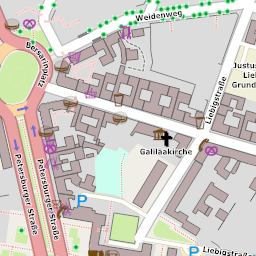 Weidenweg
Bersarinplatz
Liebigstraße
Justus
Lie
Grund
Galiläakirche
Petersburger Straße
Petersburger Straße
P
P
Liebigstraße